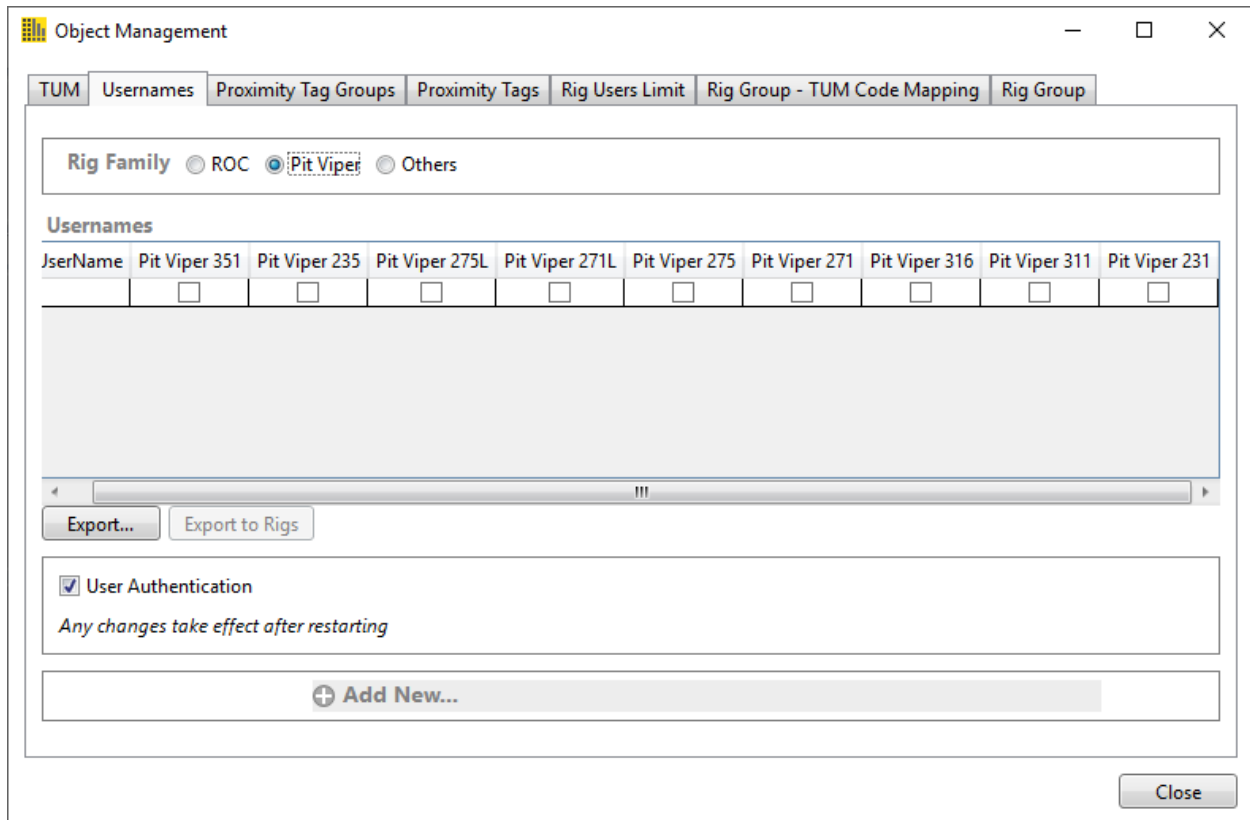 Object Management
TUM Usernames Proximity Tag Groups Proximity Tags Rig Users Limit Rig Group - TUM Code Mapping Rig Group
Rig Family ROC Pit Viper Others
Usernames
UserName Pit Viper 351 Pit Viper 235 Pit Viper 275L Pit Viper 271L Pit Viper 275 Pit Viper 271 Pit Viper 316 Pit Viper 311 Pit Viper 231
Export... Export to Rigs
User Authentication
Any changes take effect after restarting
Add New...
Close